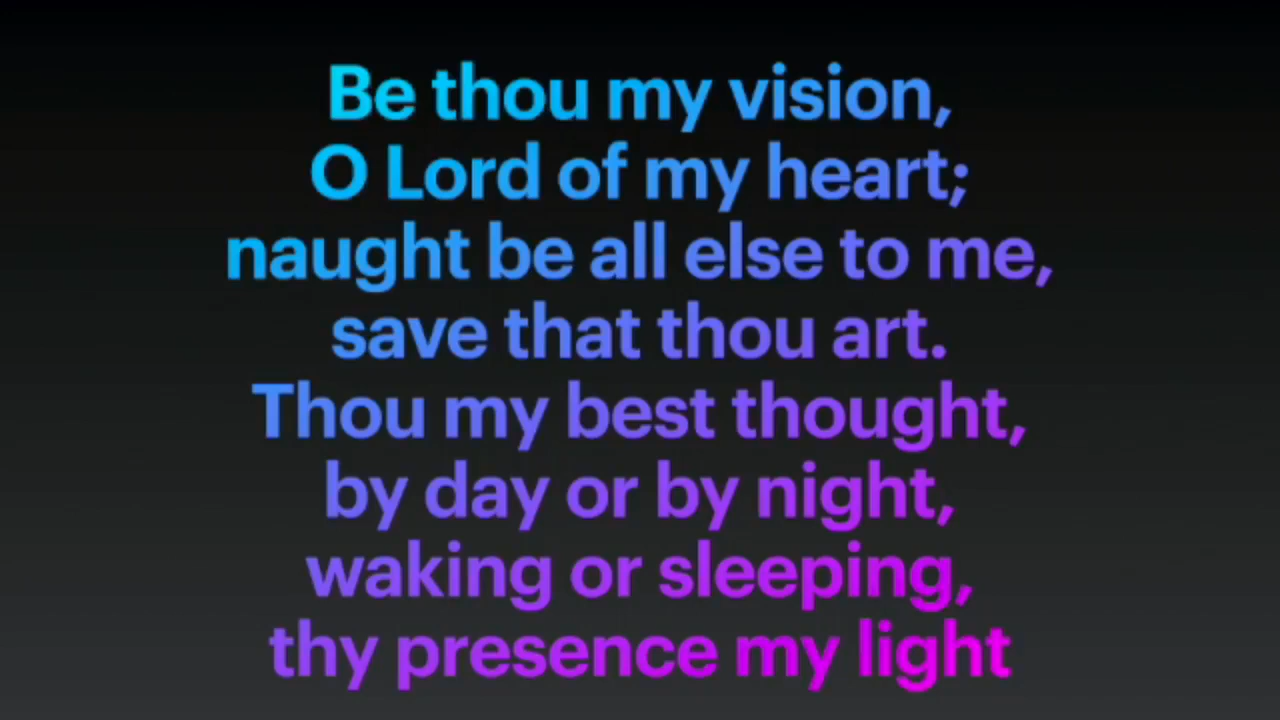 Be thou my vision,
O Lord of my heart;
naught be all else to me,
save that thou art.
Thou my best thought,
by day or by night,
waking or sleeping,
thy presence my light